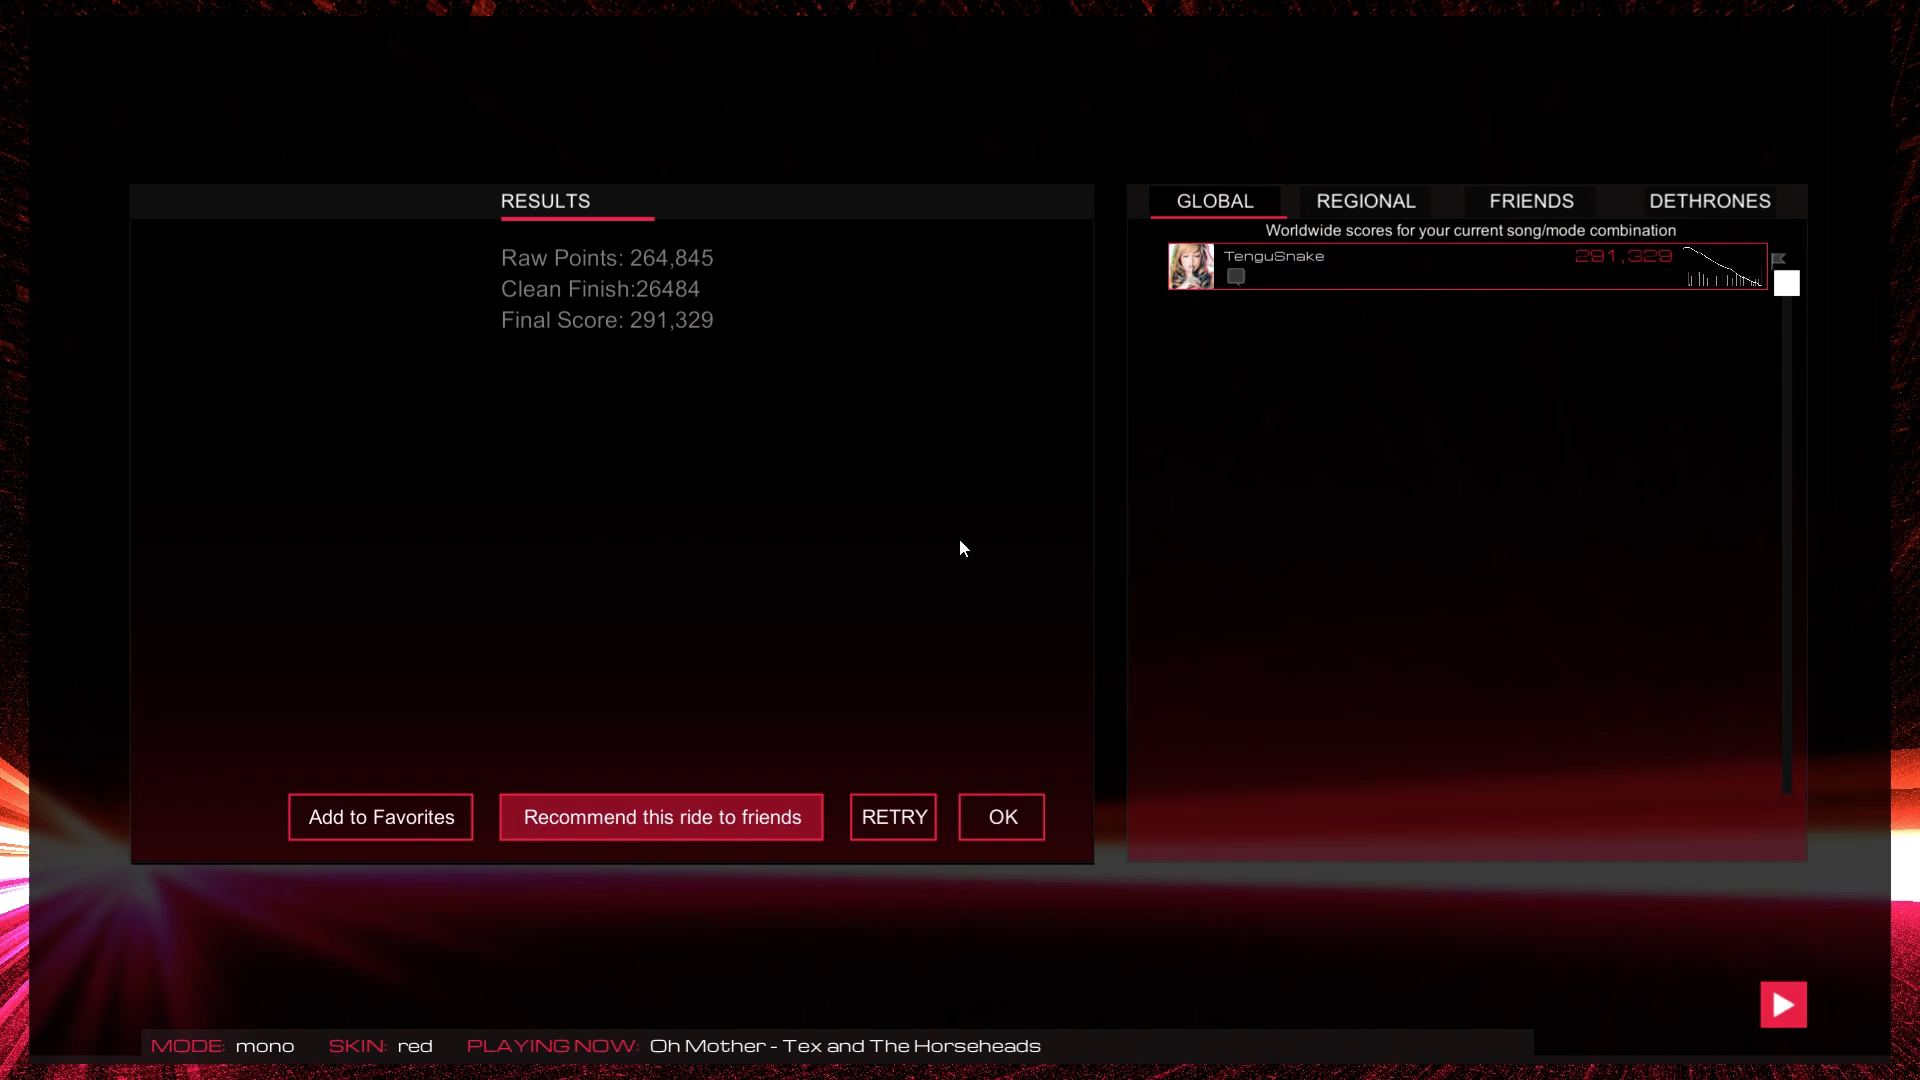 RESULTS
Raw Points: 264,845
Clean Finish:26484
Final Score: 291,329
Add to Favorites
Recommend this ride to friends
RETRY
OK
GLOBAL REGIONAL FRIENDS DETHRONES
Worldwide scores for your current song/mode combination
TenguSnake 291,329
MODE: mono SKIN: red PLAYING NOW: Oh Mother - Tex and The Horseheads